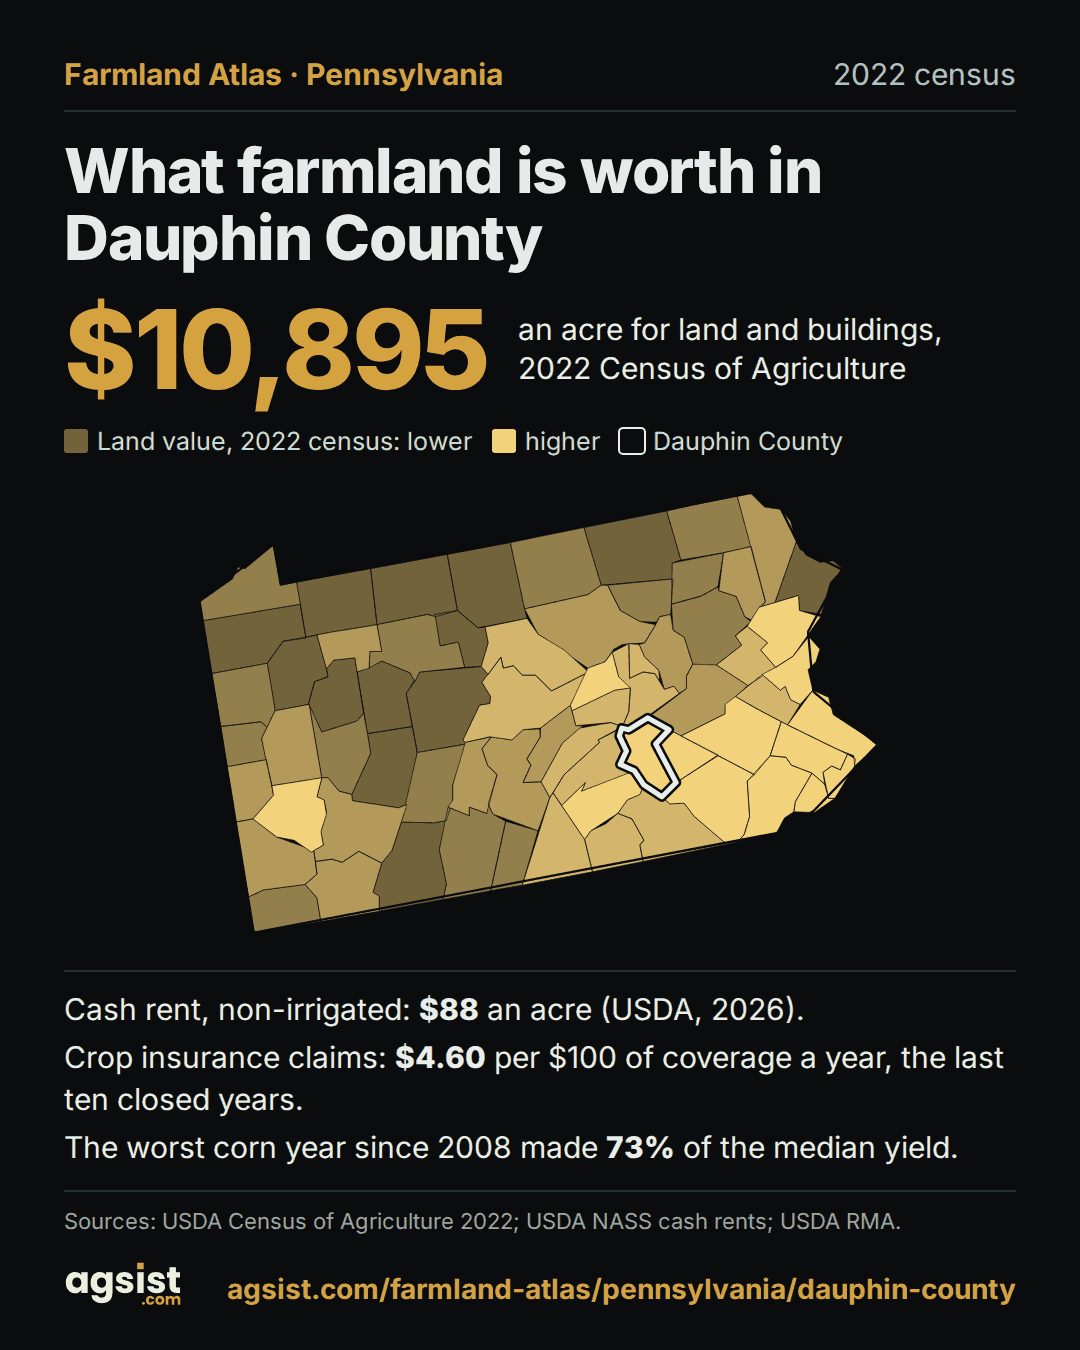 Farmland Atlas · Pennsylvania
2022 census
What farmland is worth in
Dauphin County
$10,895
an acre for land and buildings,
2022 Census of Agriculture
Land value, 2022 census: lower
higher
Dauphin County
Cash rent, non-irrigated: $88 an acre (USDA, 2026).
Crop insurance claims: $4.60 per $100 of coverage a year, the last
ten closed years.
The worst corn year since 2008 made 73% of the median yield.
Sources: USDA Census of Agriculture 2022; USDA NASS cash rents; USDA RMA.
agsist
.com
agsist.com/farmland-atlas/pennsylvania/dauphin-county